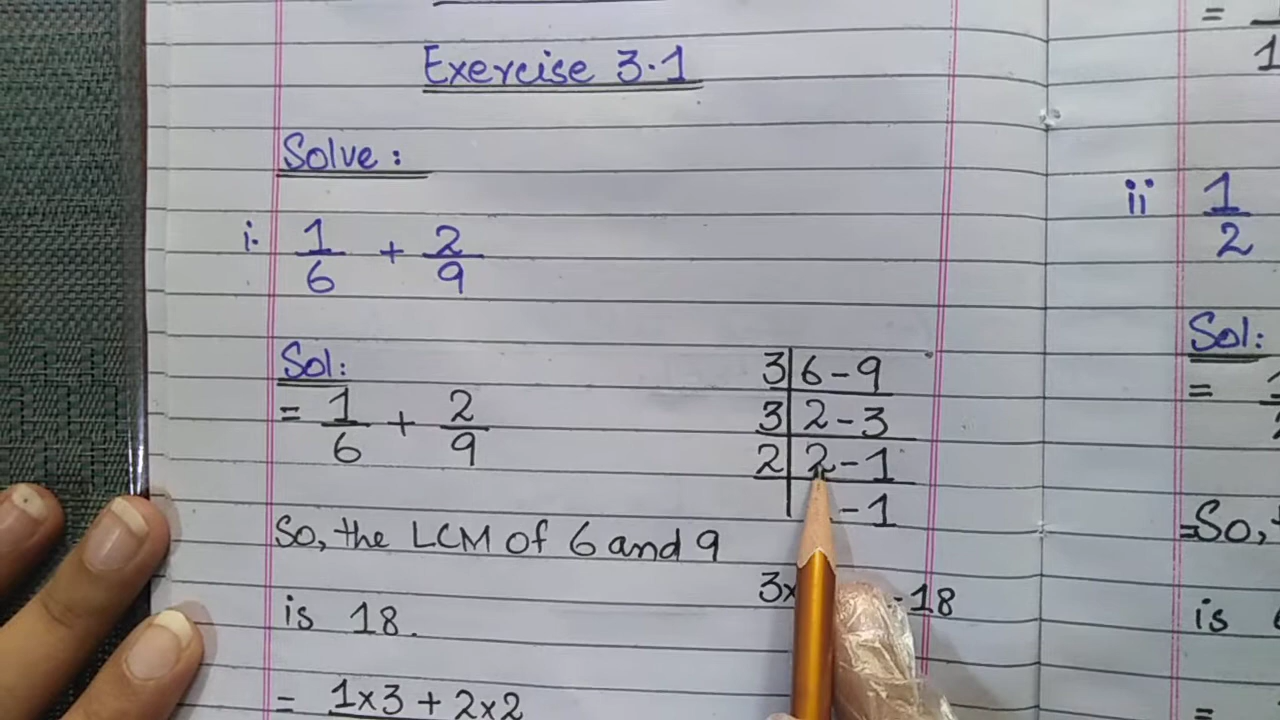 Exercise 3.1
Solve:
i. 1/6 + 2/9
Sol:
= 1/6 + 2/9
3|6-9
3|2-3
2|2-1
-1
So, the LCM of 6 and 9
3×
-18
is 18.
= 1×3 + 2×2
=
1
ii 1/2
Sol:
=
=So,
is
=